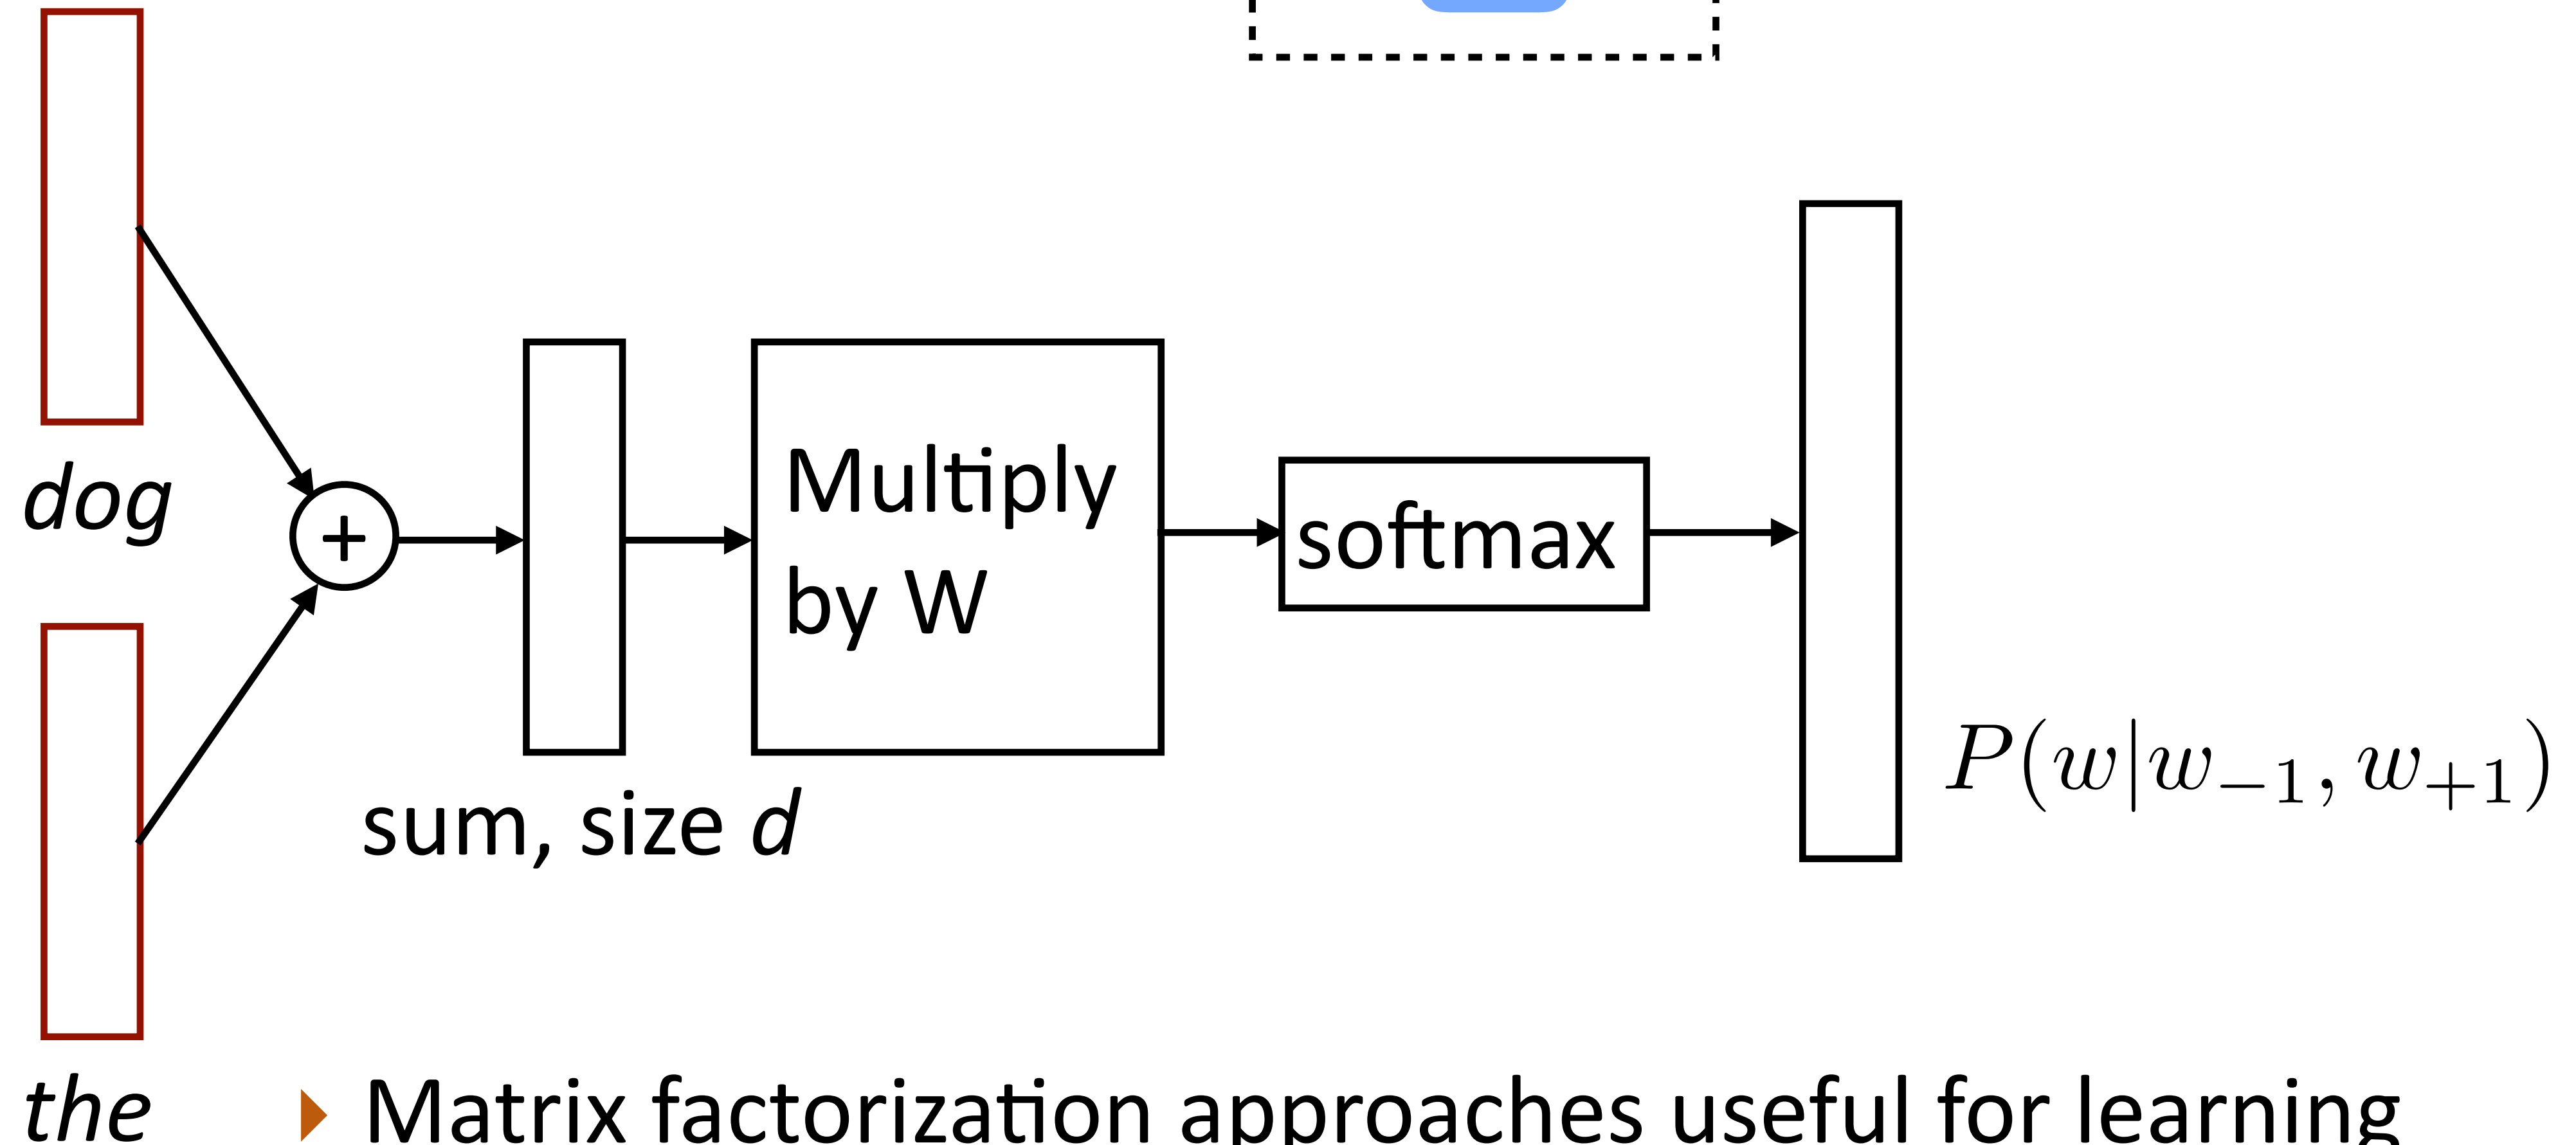 dog
+
Multiply
by W
softmax
sum, size d
P(w|w₋₁, w₊₁)
the
Matrix factorization approaches useful for learning